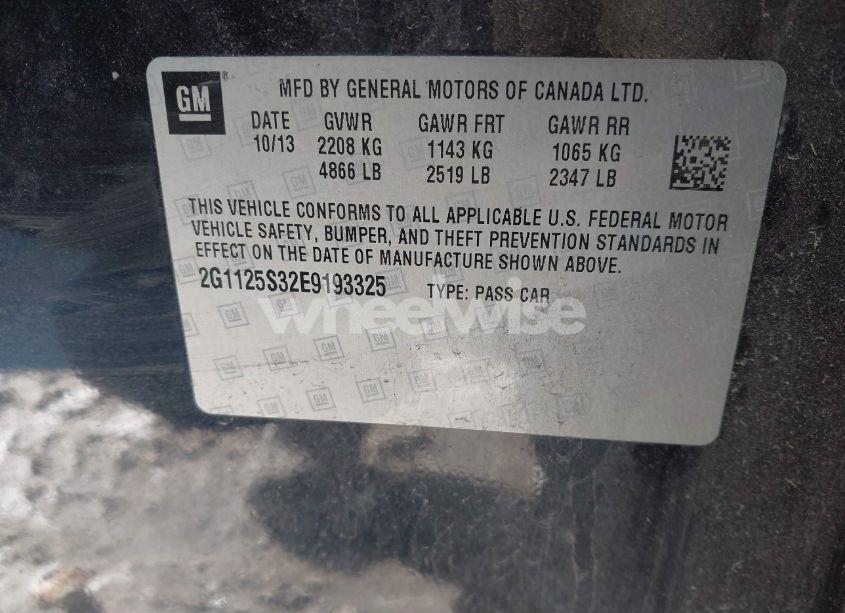 GM
®
MFD BY GENERAL MOTORS OF CANADA LTD.
DATE GVWR GAWR FRT GAWR RR
10/13 2208 KG 1143 KG 1065 KG
4866 LB 2519 LB 2347 LB
THIS VEHICLE CONFORMS TO ALL APPLICABLE U.S. FEDERAL MOTOR
VEHICLE SAFETY, BUMPER, AND THEFT PREVENTION STANDARDS IN
EFFECT ON THE DATE OF MANUFACTURE SHOWN ABOVE.
2G1125S32E9193325 TYPE: PASS CAR
wheelwise